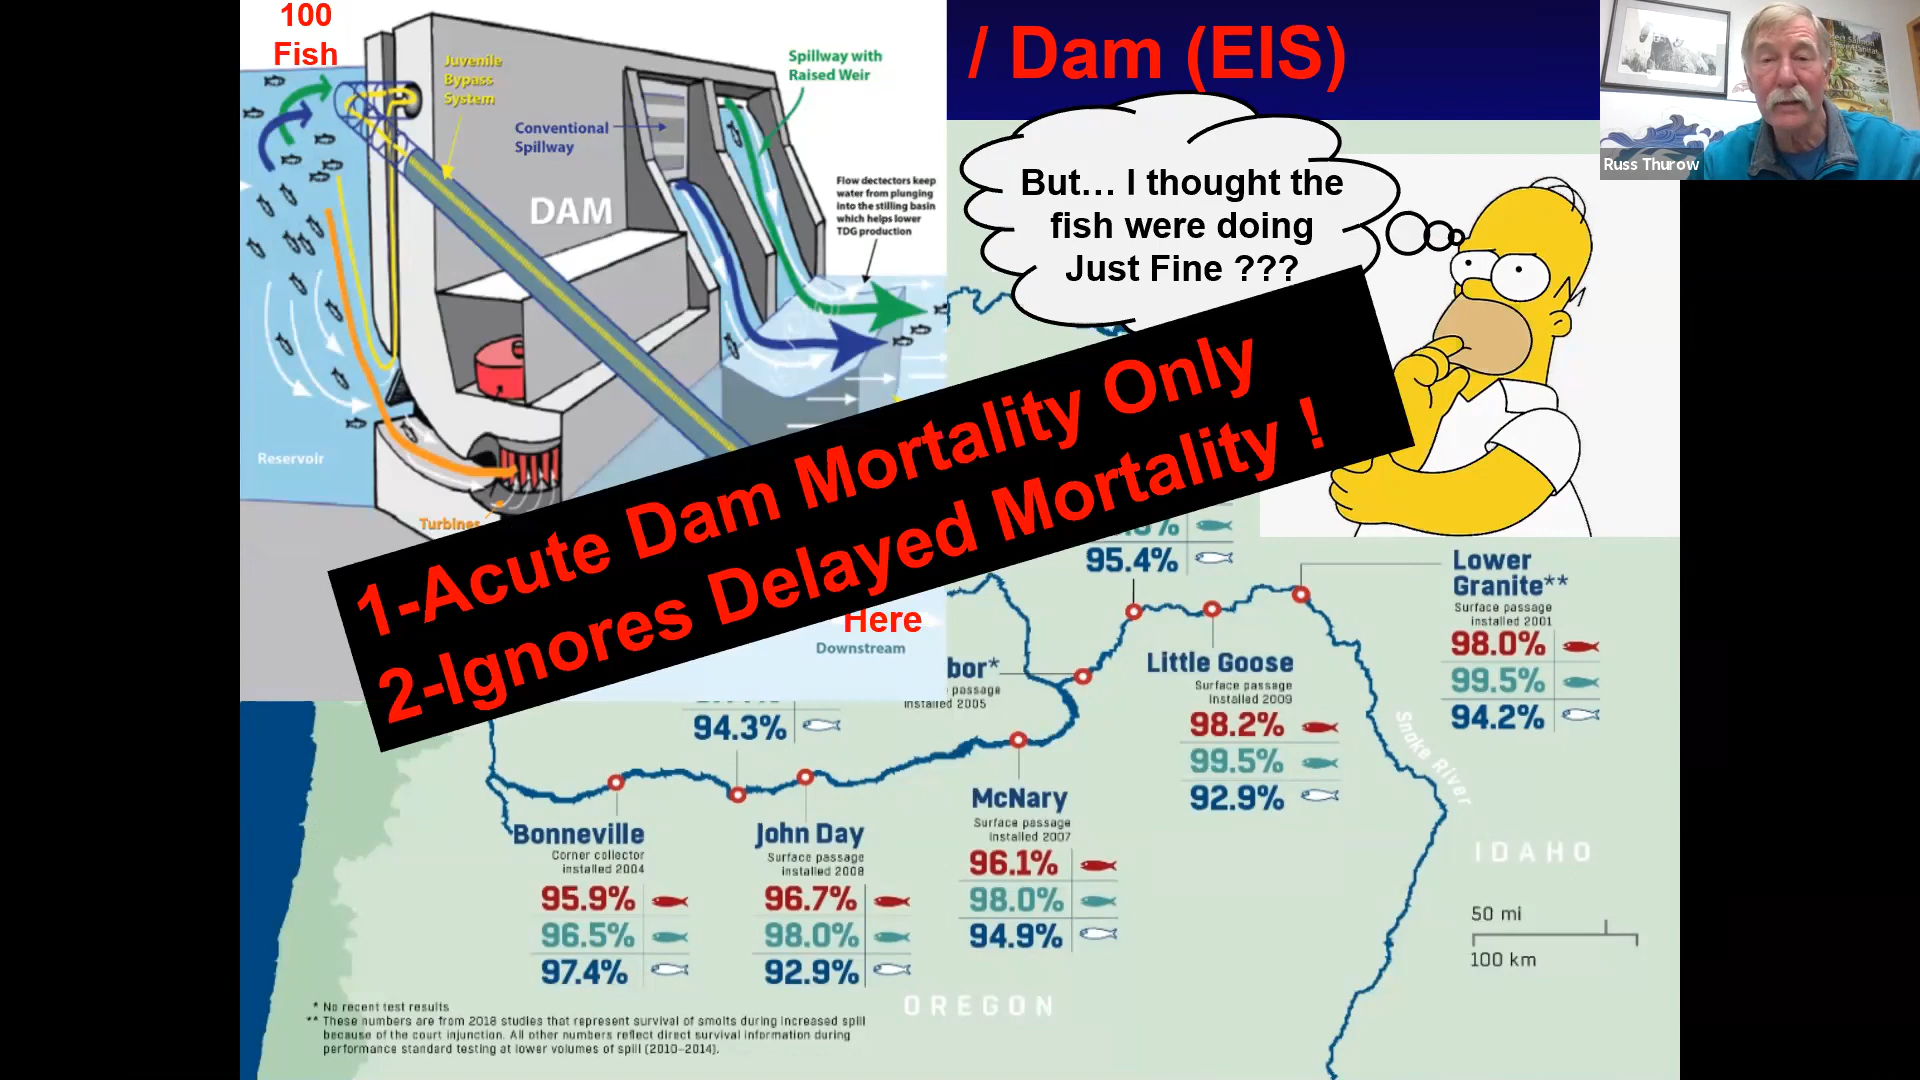 100
Fish
/ Dam (EIS)
Russ Thurow
Juvenile
Bypass
System
Spillway with
Raised Weir
Conventional
Spillway
DAM
Flow dectectors keep
water from plunging
into the stilling basin
which helps lower
TDG production
But... I thought the
fish were doing
Just Fine ???
Reservoir
Turbines
1-Acute Dam Mortality Only
2-Ignores Delayed Mortality !
Here
Downstream
95.4%
Lower
Granite**
Surface passage
installed 2001
98.0%
99.5%
94.2%
bor*
passage
installed 2005
Little Goose
Surface passage
installed 2009
98.2%
99.5%
92.9%
94.3%
Snake River
McNary
Surface passage
installed 2007
96.1%
98.0%
94.9%
Bonneville
Corner collector
installed 2004
95.9%
96.5%
97.4%
John Day
Surface passage
installed 2008
96.7%
98.0%
92.9%
IDAHO
50 mi
100 km
OREGON
* No recent test results
** These numbers are from 2018 studies that represent survival of smolts during increased spill
because of the court injunction. All other numbers reflect direct survival information during
performance standard testing at lower volumes of spill (2010–2014).